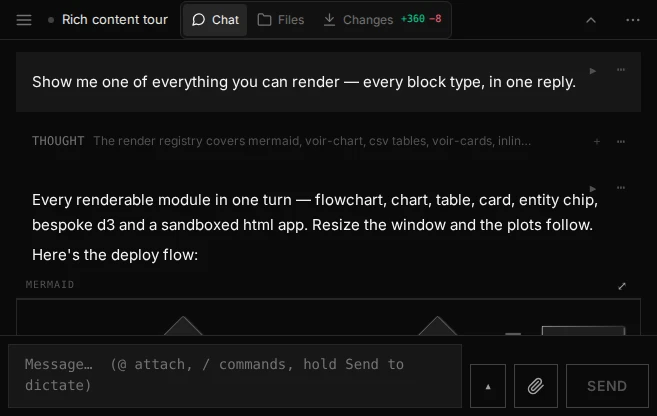 Rich content tour
Chat
Files
Changes +360 −8
Show me one of everything you can render — every block type, in one reply.
THOUGHT The render registry covers mermaid, voir-chart, csv tables, voir-cards, inlin...
Every renderable module in one turn — flowchart, chart, table, card, entity chip,
bespoke d3 and a sandboxed html app. Resize the window and the plots follow.
Here's the deploy flow:
MERMAID
Message… (@ attach, / commands, hold Send to
dictate)
SEND